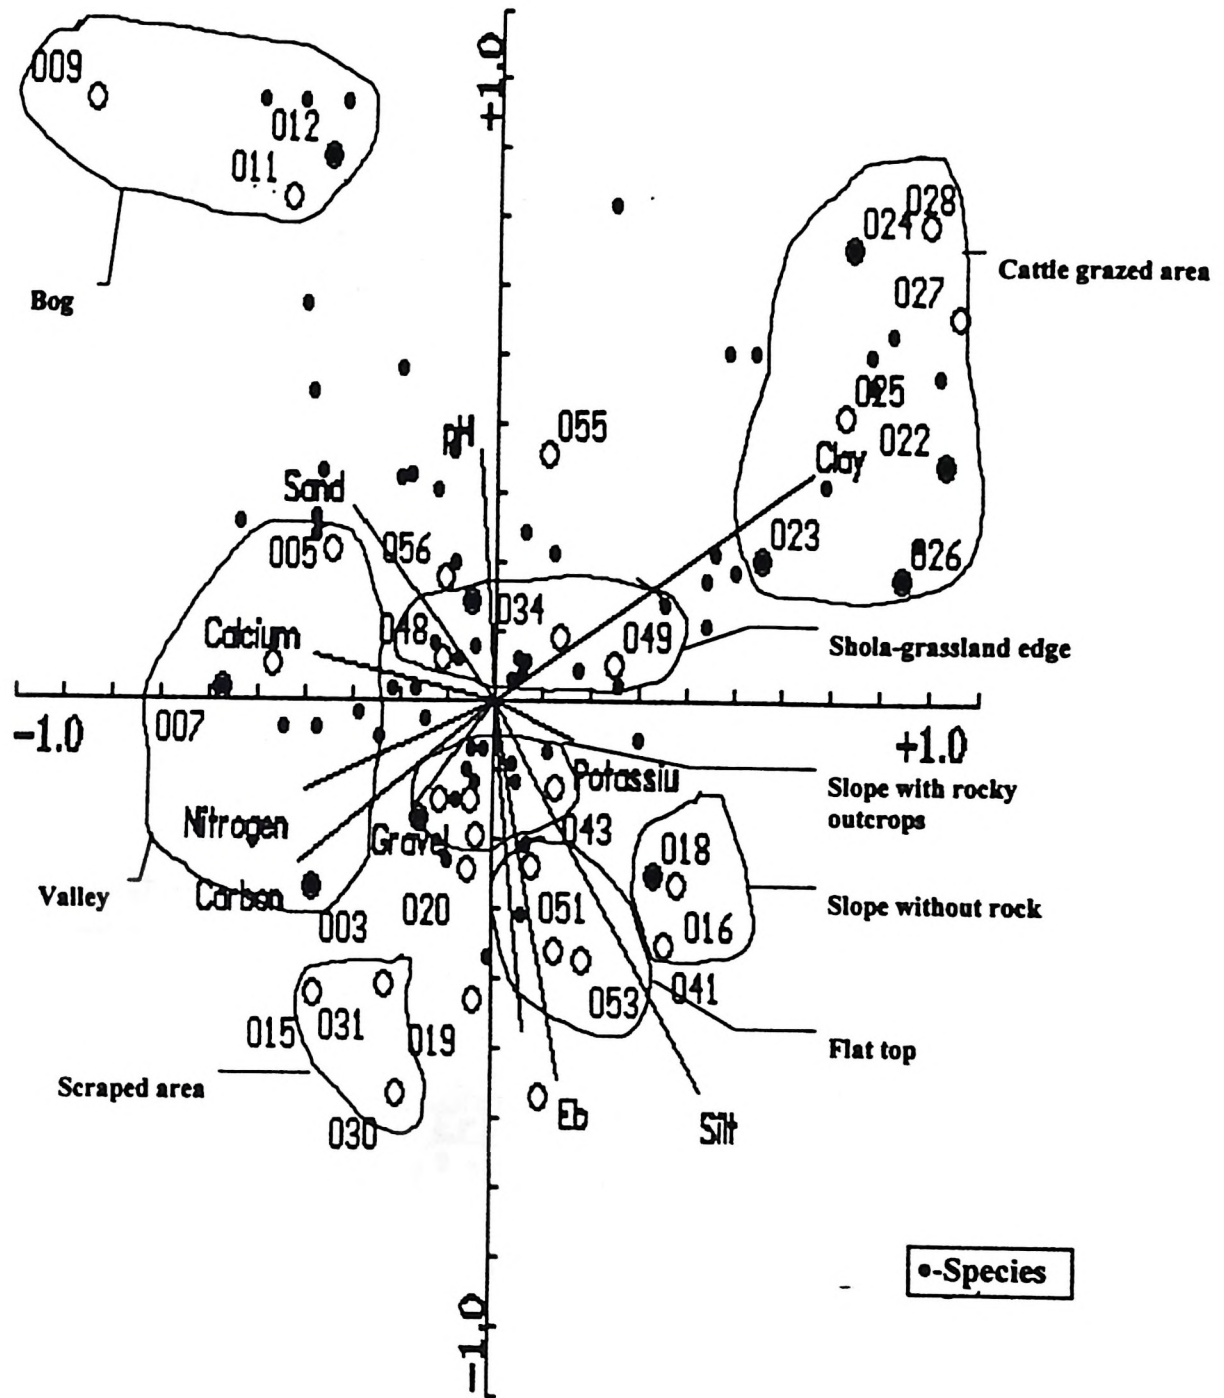 +1.0
009
012
011
028
024
Cattle grazed area
027
Bog
025
055
pH
022
Clay
Sand
023
005
056
026
034
048
049
Calcium
Shola-grassland edge
-1.0
007
+1.0
Potassiu
Slope with rocky
outcrops
Nitrogen
Gravel
043
018
Valley
Carbon
003
020
051
016
Slope without rock
053
041
015
031
019
Flat top
Scraped area
030
Eb
Silt
•-Species
-1.0